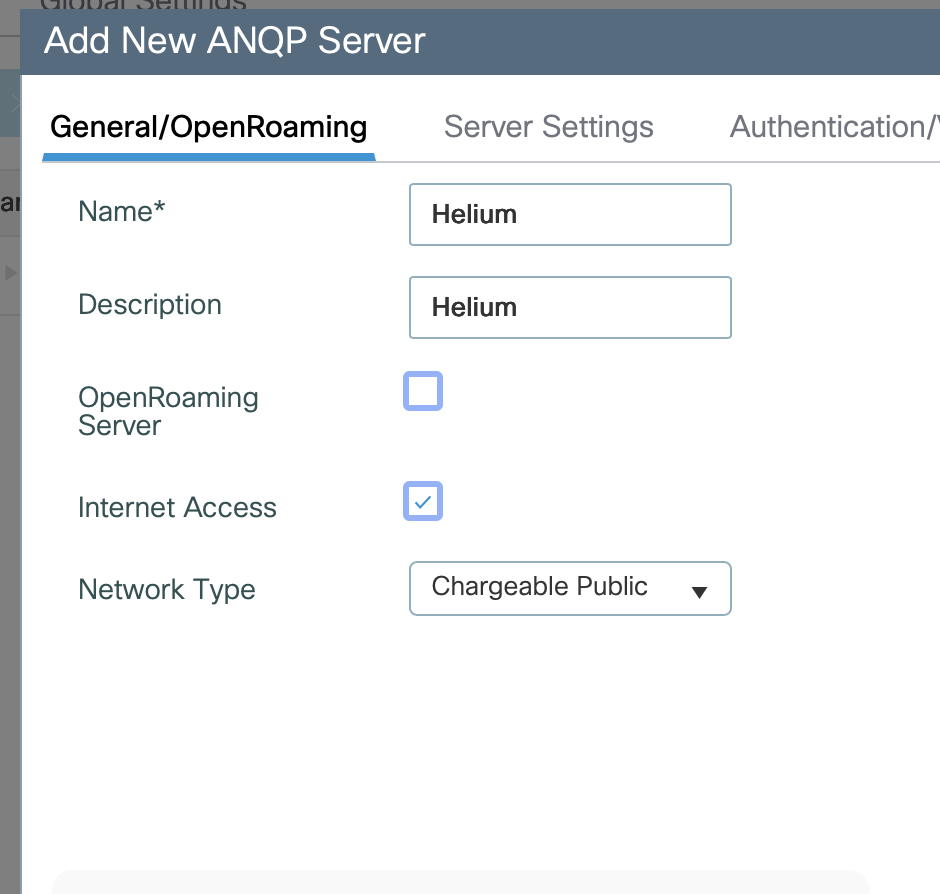 Global Settings
Add New ANQP Server
General/OpenRoaming Server Settings Authentication/
Name* Helium
Description Helium
OpenRoaming
Server
Internet Access
Network Type Chargeable Public